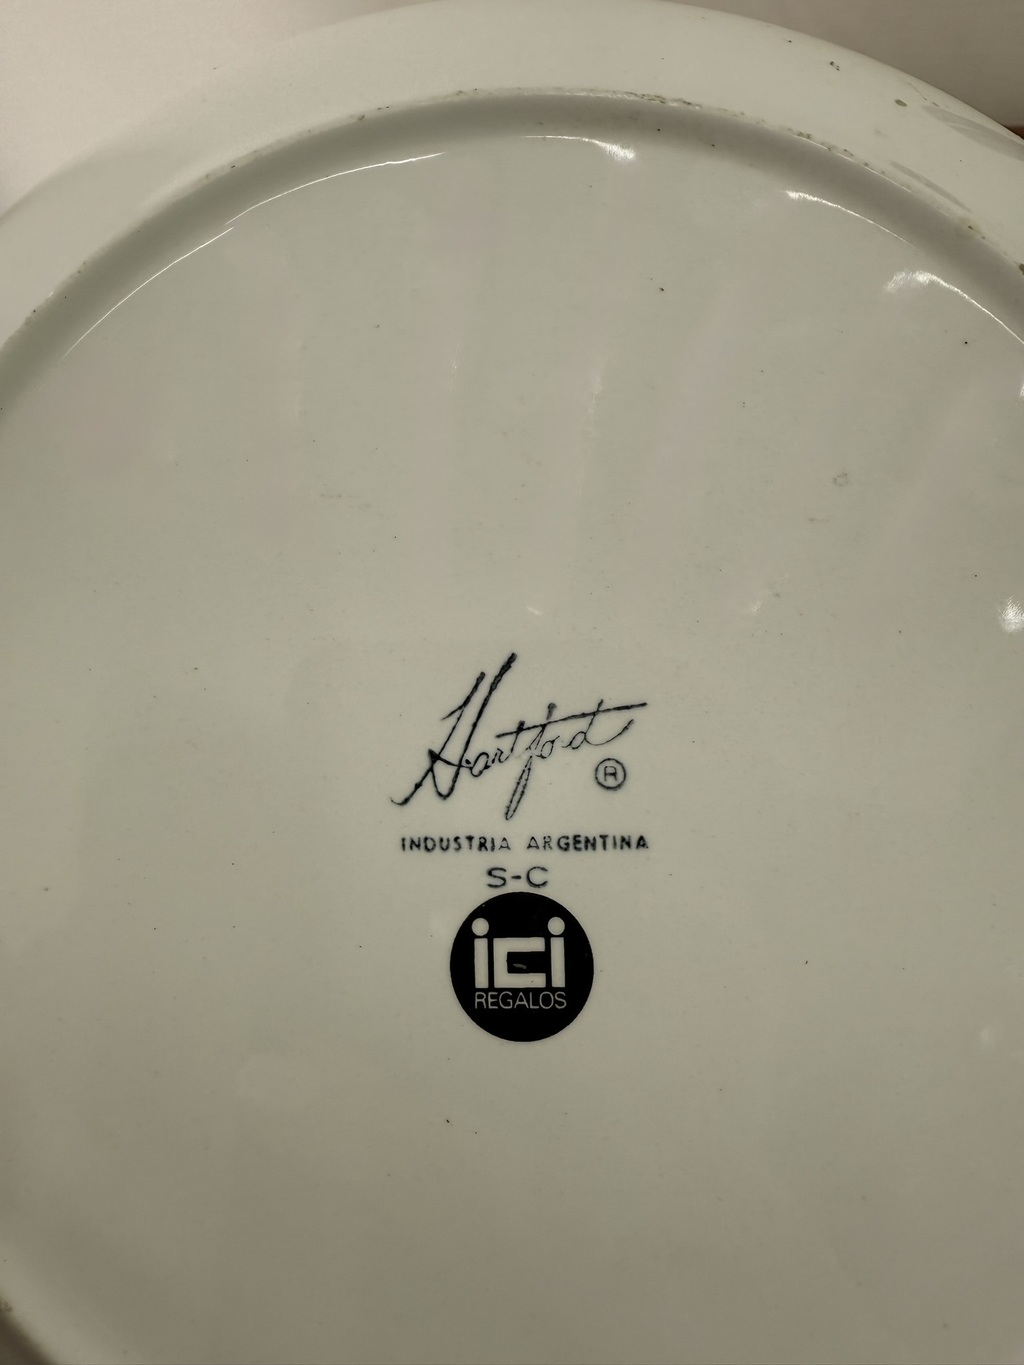 Hartford
®
INDUSTRIA ARGENTINA
S-C
ici
REGALOS